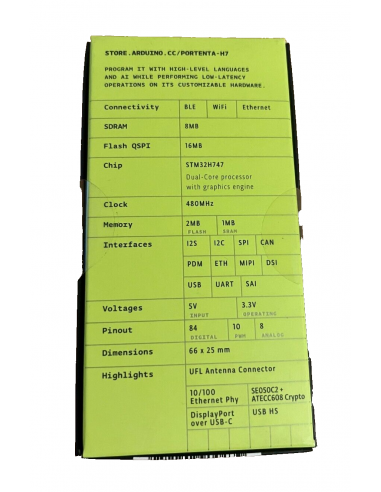 STORE.ARDUINO.CC/PORTENTA-H7
PROGRAM IT WITH HIGH-LEVEL LANGUAGES
AND AI WHILE PERFORMING LOW-LATENCY
OPERATIONS ON ITS CUSTOMIZABLE HARDWARE.
Connectivity BLE WiFi Ethernet
SDRAM 8MB
Flash QSPI 16MB
Chip STM32H747
Dual-Core processor
with graphics engine
Clock 480MHz
Memory 2MB 1MB
FLASH SRAM
Interfaces I2S I2C SPI CAN
PDM ETH MIPI DSI
USB UART SAI
Voltages 5V 3.3V
INPUT OPERATING
Pinout 84 10 8
DIGITAL PWM ANALOG
Dimensions 66 x 25 mm
Highlights UFL Antenna Connector
10/100 SE050C2 +
Ethernet Phy ATECC608 Crypto
DisplayPort USB HS
over USB-C